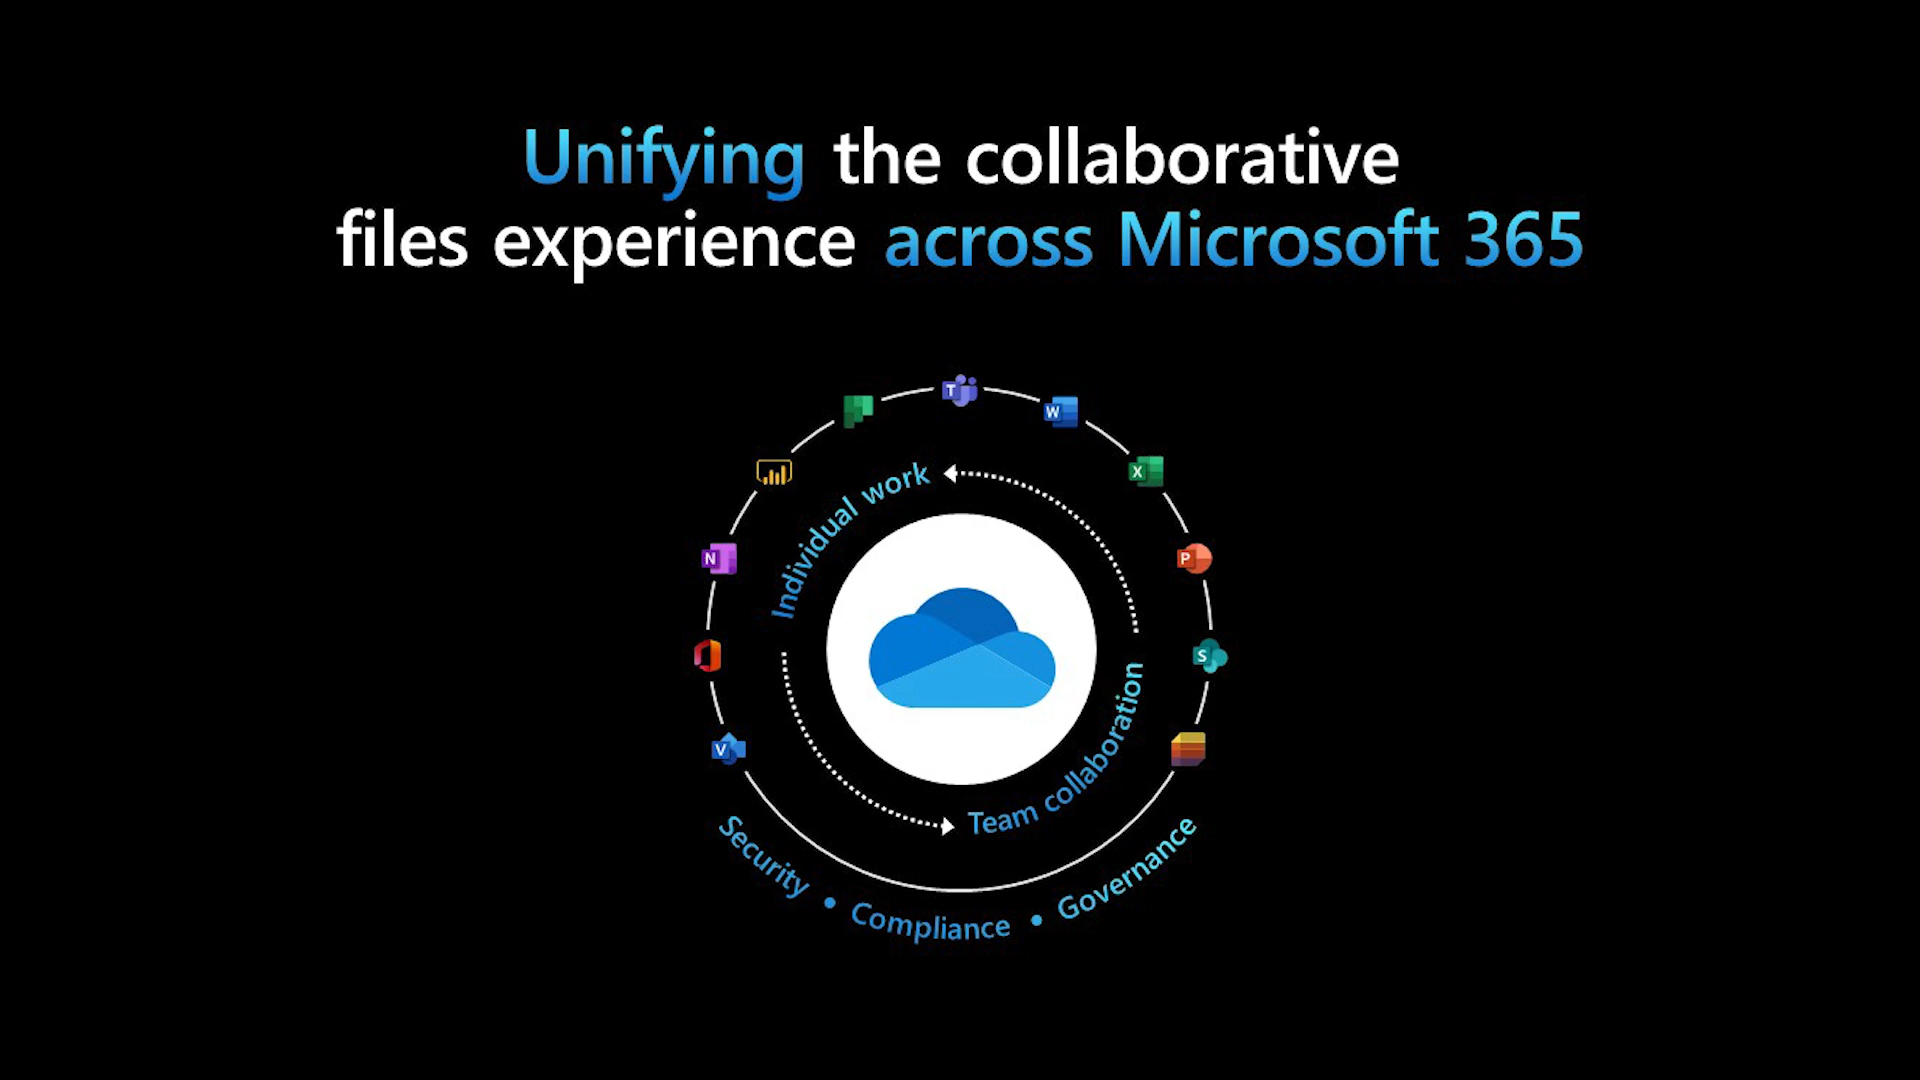 Unifying the collaborative
files experience across Microsoft 365
T
W
X
N
P
Individual work
S
V
Team collaboration
Security • Compliance • Governance